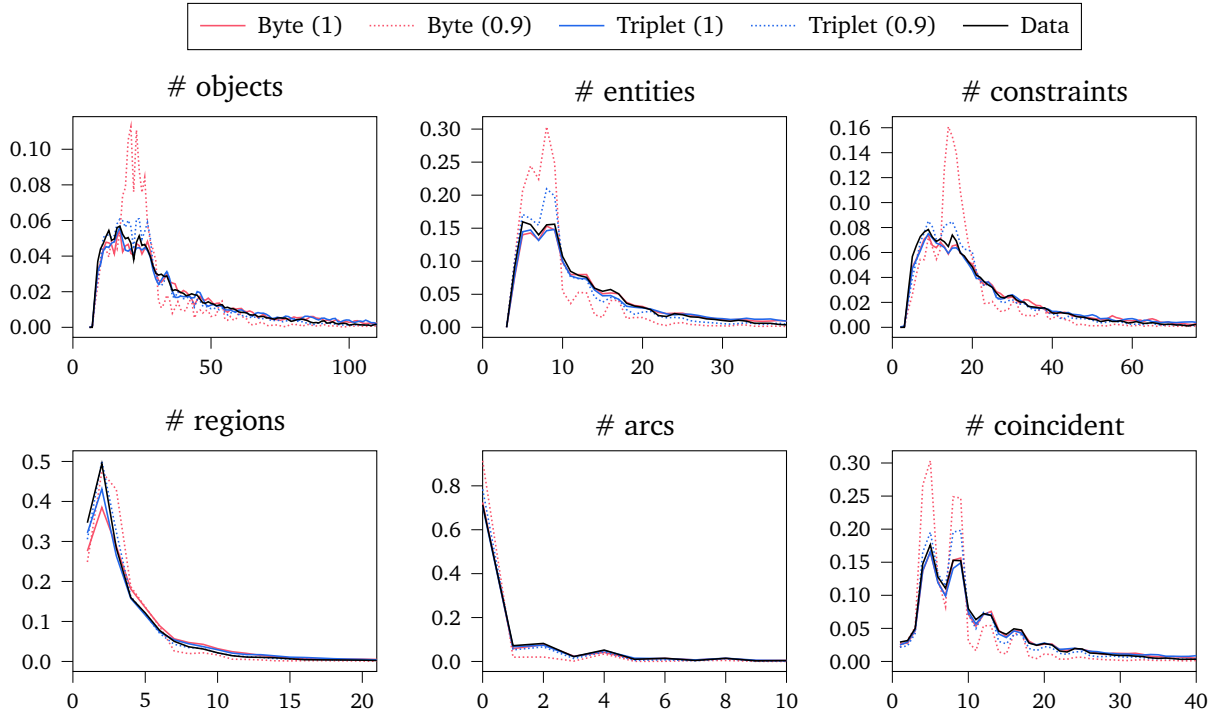 Byte (1) Byte (0.9) Triplet (1) Triplet (0.9) Data
# objects # entities # constraints
0.10 0.08 0.06 0.04 0.02 0.00
0 50 100
0.30 0.25 0.20 0.15 0.10 0.05 0.00
0 10 20 30
0.16 0.14 0.12 0.10 0.08 0.06 0.04 0.02 0.00
0 20 40 60
# regions # arcs # coincident
0.5 0.4 0.3 0.2 0.1 0.0
0 5 10 15 20
0.8 0.6 0.4 0.2 0.0
0 2 4 6 8 10
0.30 0.25 0.20 0.15 0.10 0.05 0.00
0 10 20 30 40